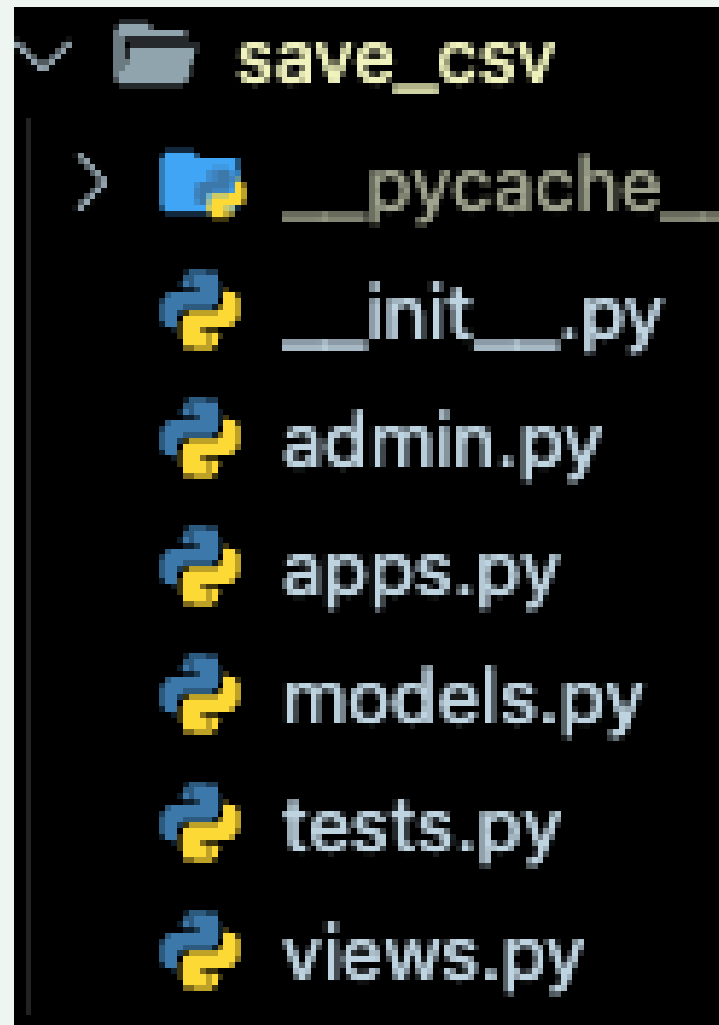 save_csv
__pycache__
__init__.py
admin.py
apps.py
models.py
tests.py
views.py